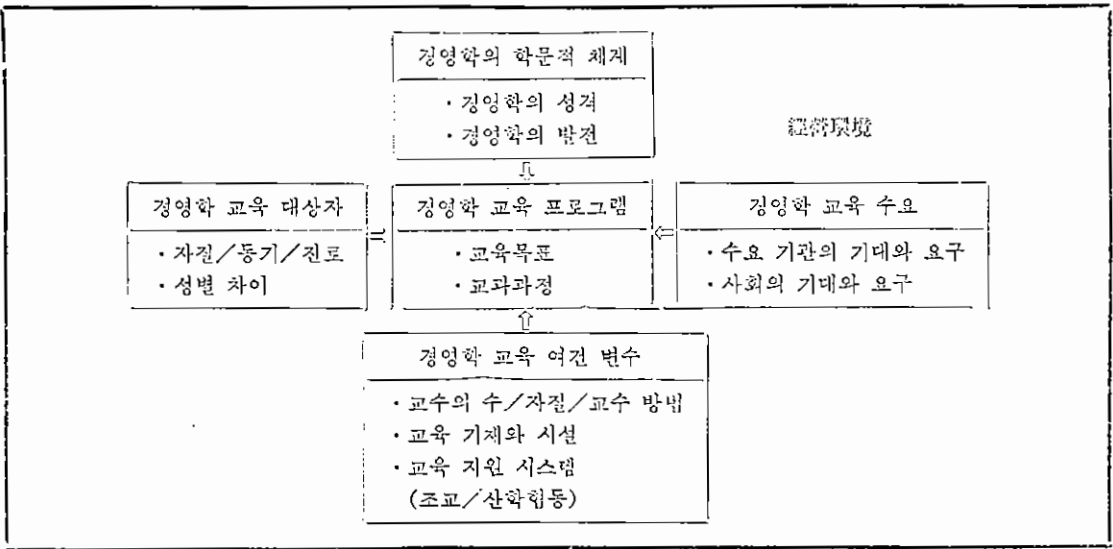 경영학의 학문적 체계
· 경영학의 성격
· 경영학의 발전
經營環境
경영학 교육 대상자
· 자질/동기/진로
· 성별 차이
경영학 교육 프로그램
· 교육목표
· 교과과정
경영학 교육 수요
· 수요 기관의 기대와 요구
· 사회의 기대와 요구
경영학 교육 여건 변수
· 교수의 수/자질/교수 방법
· 교육 기재와 시설
· 교육 지원 시스템
(조교/산학협동)